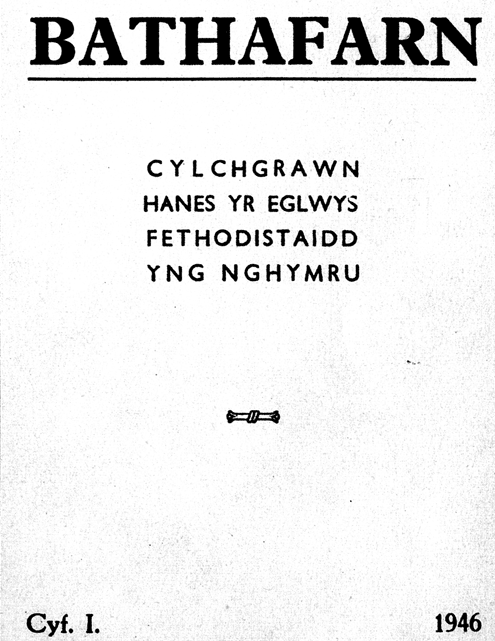 BATHAFARN
CYLCHGRAWN
HANES YR EGLWYS
FETHODISTAIDD
YNG NGHYMRU
Cyf. I. 1946